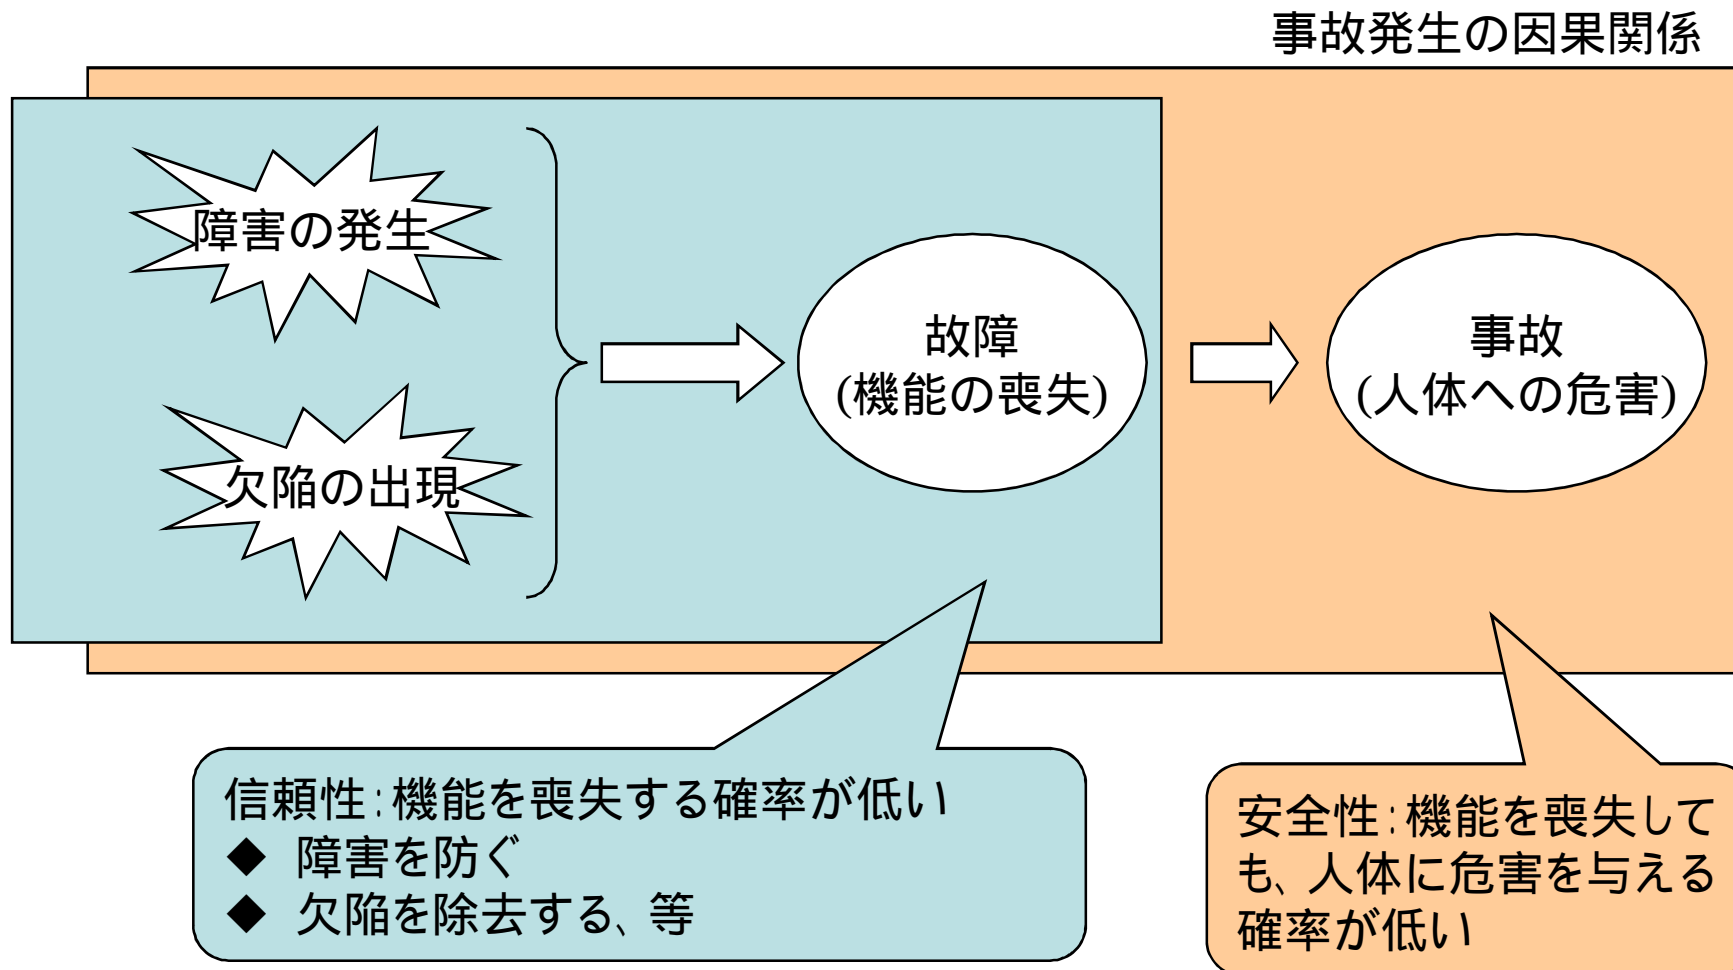 事故発生の因果関係
障害の発生
欠陥の出現
故障
(機能の喪失)
事故
(人体への危害)
信頼性:機能を喪失する確率が低い
◆ 障害を防ぐ
◆ 欠陥を除去する、等
安全性:機能を喪失して
も、人体に危害を与える
確率が低い